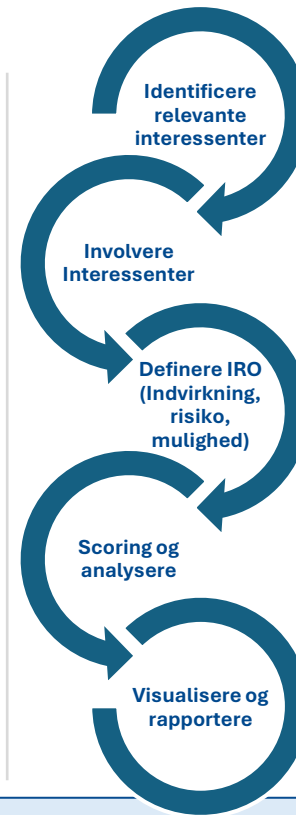 Identificere
relevante
interessenter
Involvere
Interessenter
Definere IRO
(Indvirkning,
risiko,
mulighed)
Scoring og
analysere
Visualisere og
rapportere